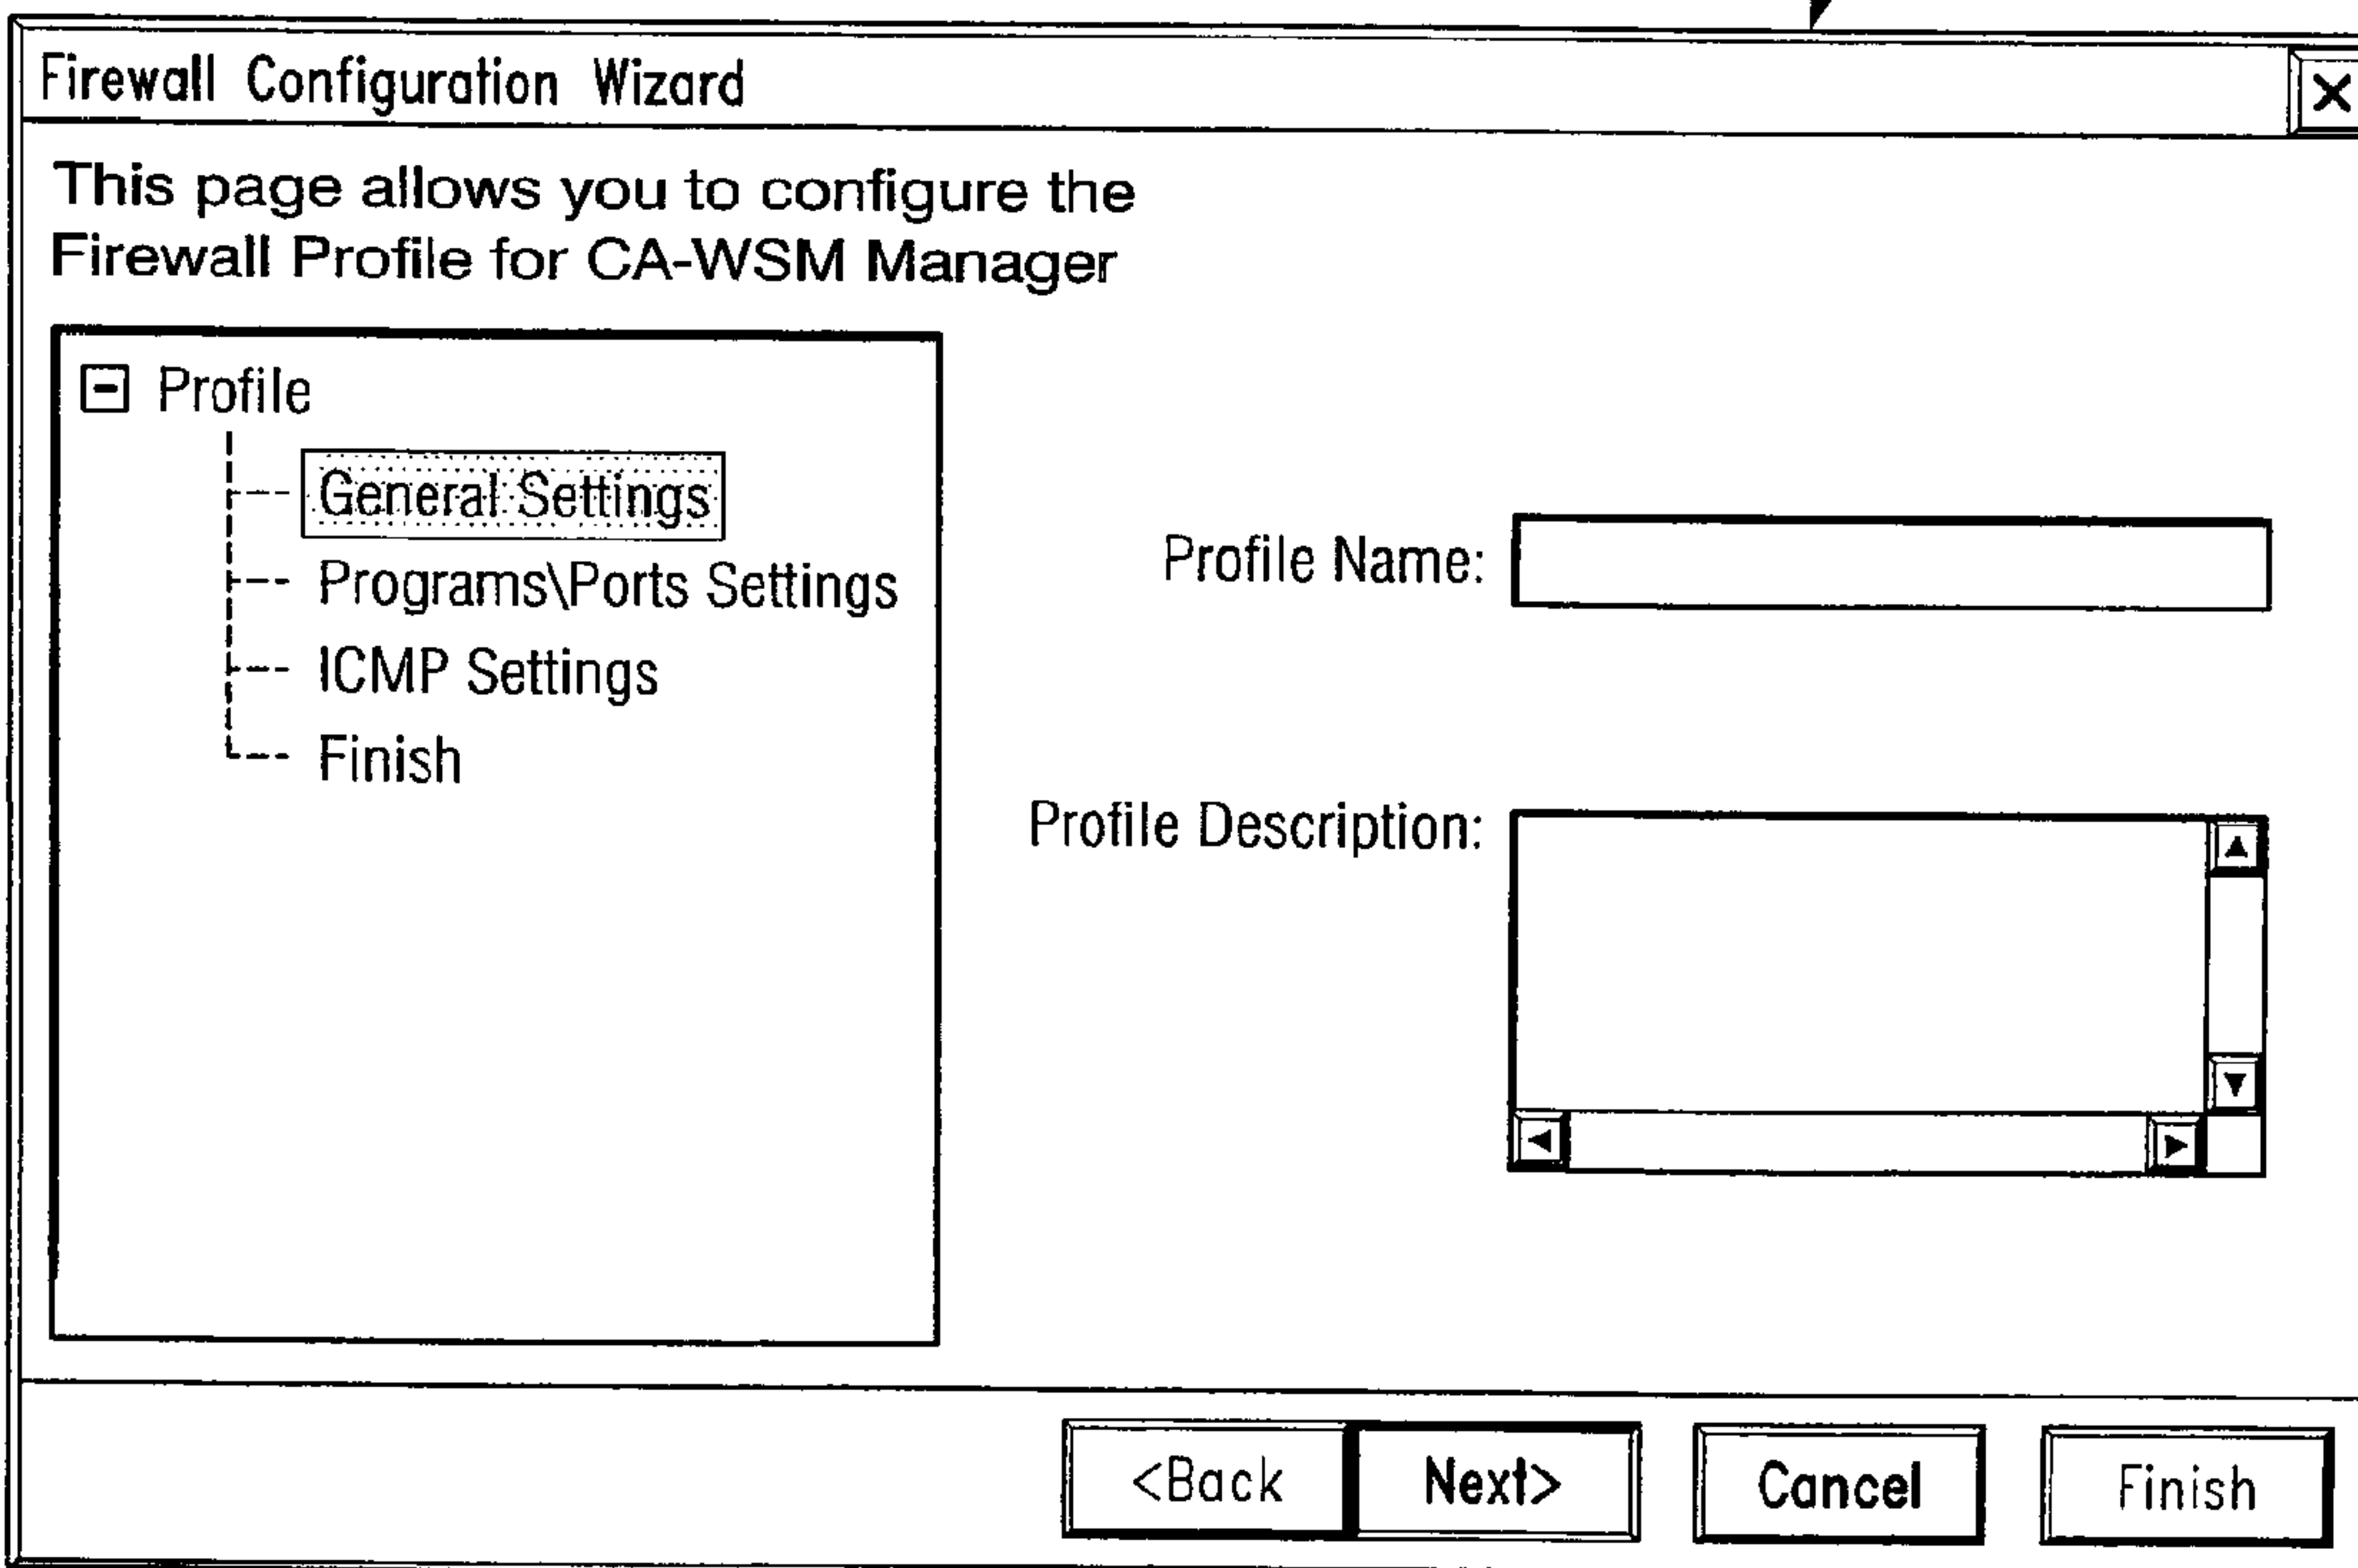 Firewall Configuration Wizard
This page allows you to configure the
Firewall Profile for CA-WSM Manager
Profile
General Settings
Programs\Ports Settings
ICMP Settings
Finish
Profile Name:
Profile Description:
<Back
Next>
Cancel
Finish